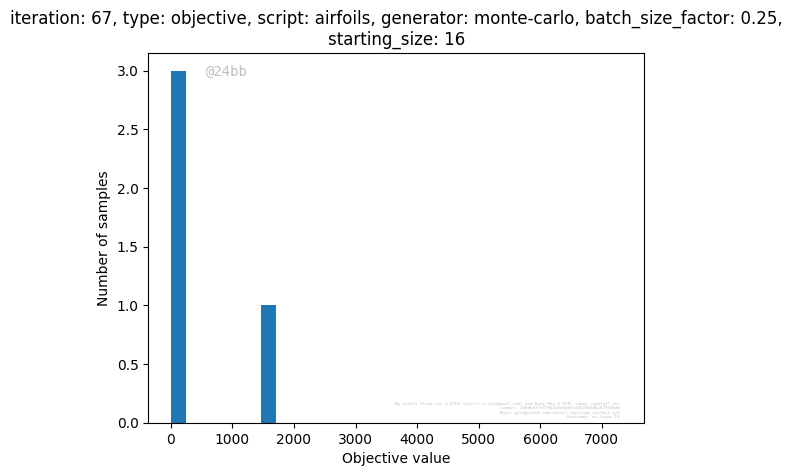 iteration: 67, type: objective, script: airfoils, generator: monte-carlo, batch_size_factor: 0.25,
starting_size: 16
@24bb
3.0
2.5
2.0
1.5
1.0
0.5
0.0
Number of samples
0 1000 2000 3000 4000 5000 6000 7000
Objective value